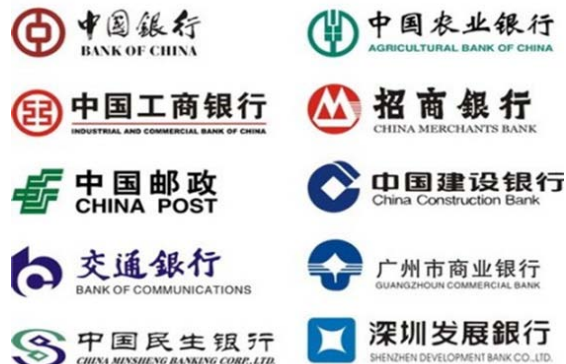 中国銀行
BANK OF CHINA
中国农业银行
AGRICULTURAL BANK OF CHINA
中国工商银行
INDUSTRIAL AND COMMERCIAL BANK OF CHINA
招商銀行
CHINA MERCHANTS BANK
中国邮政
CHINA POST
中国建设银行
China Construction Bank
交通銀行
BANK OF COMMUNICATIONS
广州市商业银行
GUANGZHOUN COMMERCIAL BANK
中国民生银行
CHINA MINSHENG BANKING CORP., LTD.
深圳发展銀行
SHENZHEN DEVELOPMENT BANK CO., LTD.